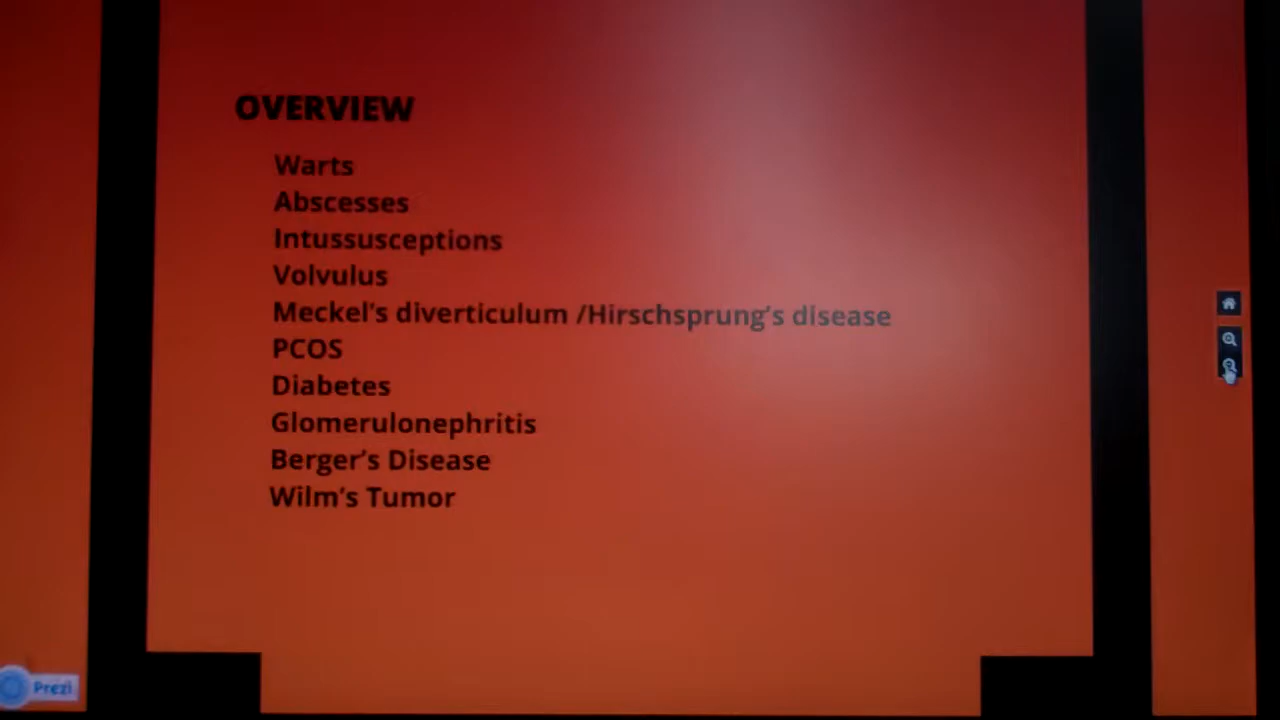 OVERVIEW
Warts
Abscesses
Intussusceptions
Volvulus
Meckel's diverticulum /Hirschsprung's disease
PCOS
Diabetes
Glomerulonephritis
Berger's Disease
Wilm's Tumor
Prezi